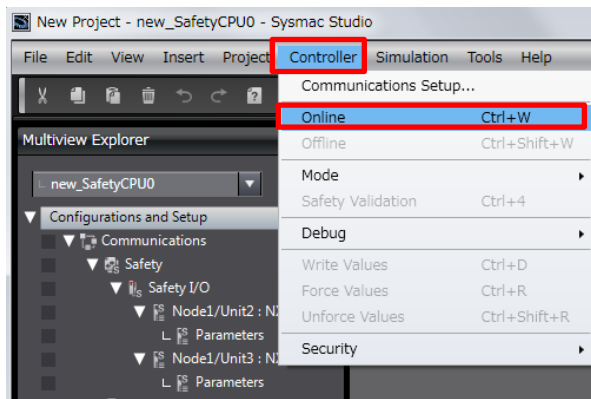 New Project - new_SafetyCPU0 - Sysmac Studio
File Edit View Insert Project Controller Simulation Tools Help
Communications Setup...
Online Ctrl+W
Offline Ctrl+Shift+W
Multiview Explorer
new_SafetyCPU0
Mode
Safety Validation Ctrl+4
Configurations and Setup
Communications
Debug
Safety
Write Values Ctrl+D
Safety I/O
Force Values Ctrl+R
Node1/Unit2 : NX
Unforce Values Ctrl+Shift+R
Parameters
Security
Node1/Unit3 : NX
Parameters